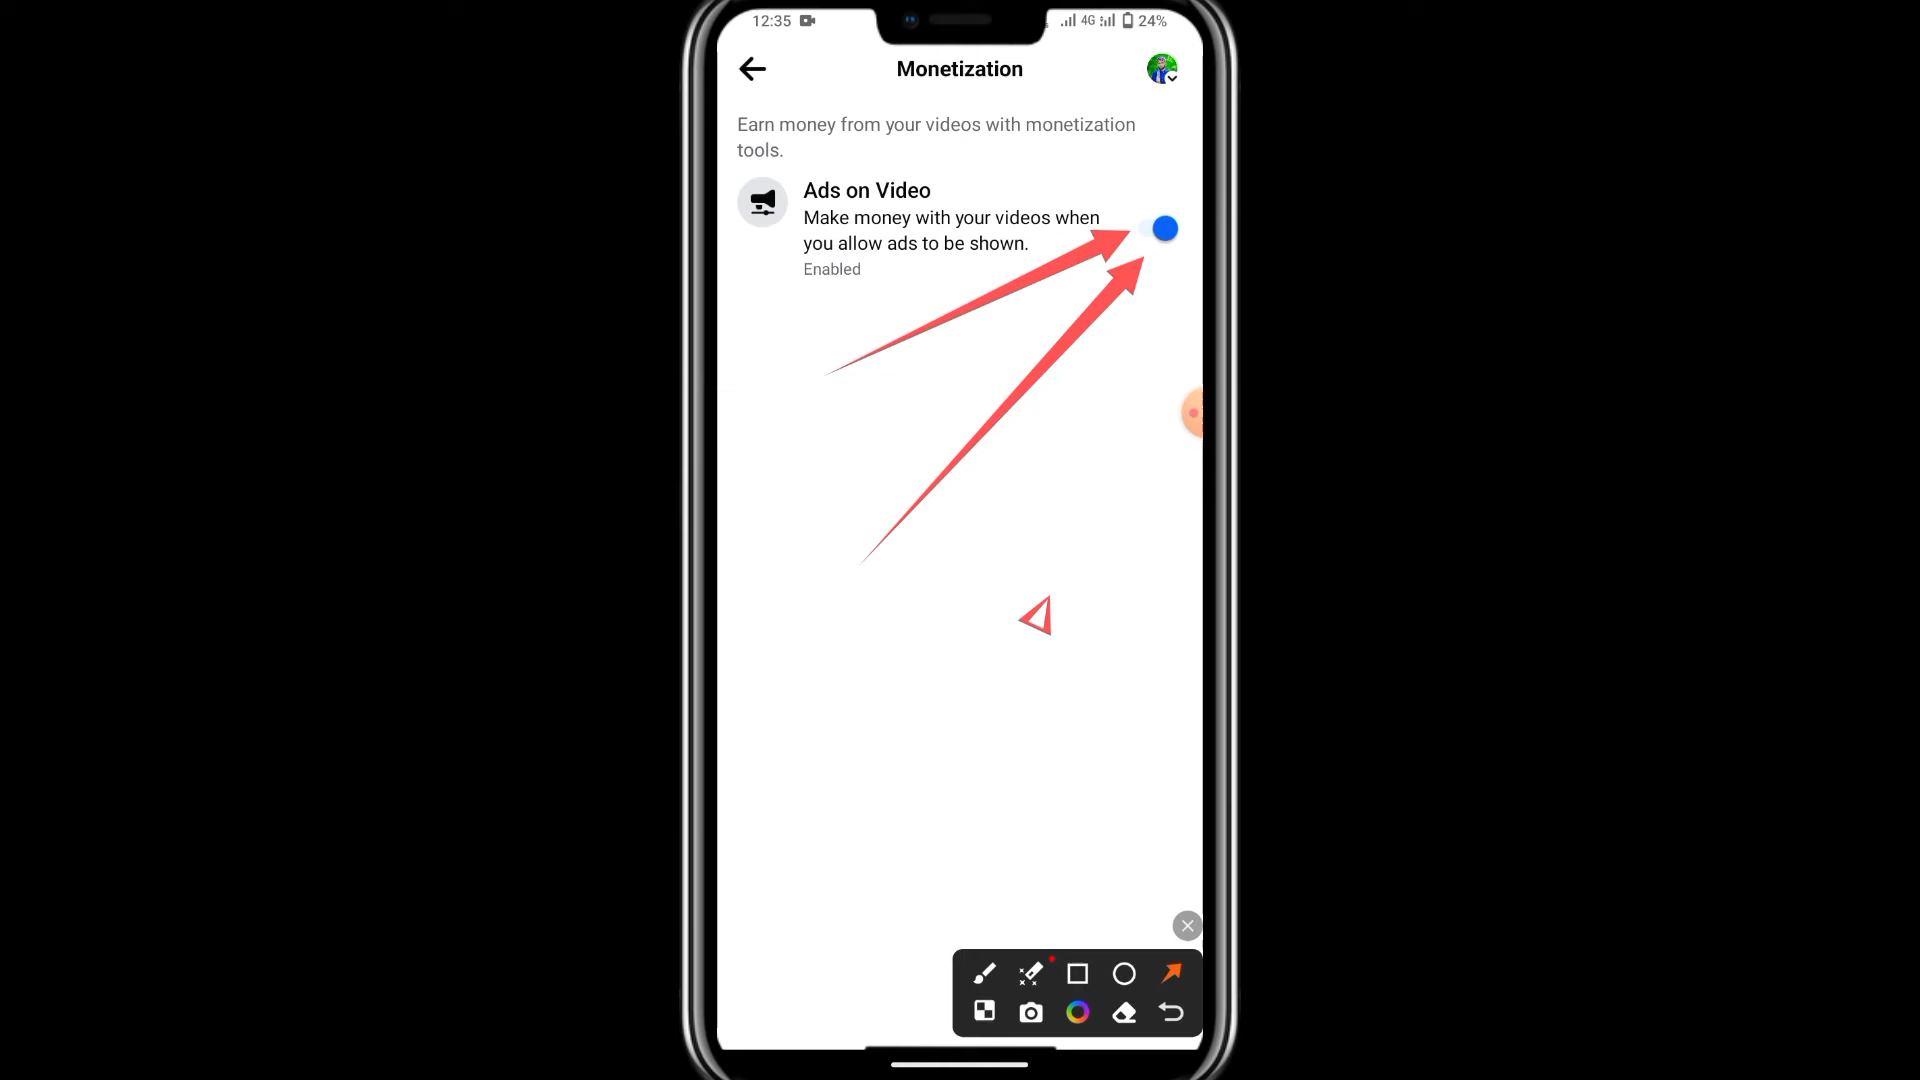 12:35 4G 24%
Monetization
Earn money from your videos with monetization
tools.
Ads on Video
Make money with your videos when
you allow ads to be shown.
Enabled